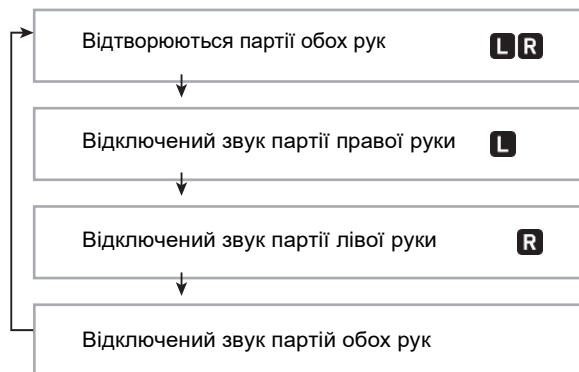 Відтворюються партії обох рук L R
Відключений звук партії правої руки L
Відключений звук партії лівої руки R
Відключений звук партій обох рук